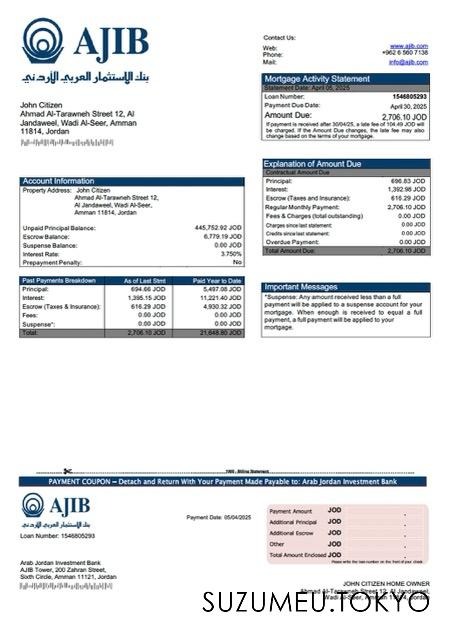 AJIB
بنك الاستثمار العربي الأردني
Contact Us:
Web: www.ajib.com
Phone: +962 6 560 7138
Mail: info@ajib.com
John Citizen
Ahmad Al-Tarawneh Street 12, Al
Jandaweel, Wadi Al-Seer, Amman
11814, Jordan
Mortgage Activity Statement
Statement Date: April 05, 2025
Loan Number: 1546805293
Payment Due Date: April 30, 2025
Amount Due: 2,706.10 JOD
If payment is received after 30/04/25, a late fee of 104.49 JOD will
be charged. If the Amount Due changes, the late fee may also
change based on the terms of your mortgage.
Account Information
Property Address: John Citizen
Ahmad Al-Tarawneh Street 12,
Al Jandaweel, Wadi Al-Seer,
Amman 11814, Jordan
Unpaid Principal Balance: 445,752.92 JOD
Escrow Balance: 6,779.19 JOD
Suspense Balance: 0.00 JOD
Interest Rate: 3.750%
Prepayment Penalty: No
Explanation of Amount Due
Contractual Amount Due
Principal: 696.83 JOD
Interest: 1,392.98 JOD
Escrow (Taxes and Insurance): 616.29 JOD
Regular Monthly Payment: 2,706.10 JOD
Fees & Charges (total outstanding) 0.00 JOD
Charges since last statement: 0.00 JOD
Credits since last statement: 0.00 JOD
Overdue Payment: 0.00 JOD
Total Amount Due: 2,706.10 JOD
Past Payments Breakdown As of Last Stmt Paid Year to Date
Principal: 694.66 JOD 5,497.08 JOD
Interest: 1,395.15 JOD 11,221.40 JOD
Escrow (Taxes & Insurance): 616.29 JOD 4,930.32 JOD
Fees: 0.00 JOD 0.00 JOD
Suspense*: 0.00 JOD 0.00 JOD
Total: 2,706.10 JOD 21,648.80 JOD
Important Messages
*Suspense: Any amount received less than a full
payment will be applied to a suspense account for your
mortgage. When enough is received to equal a full
payment, a full payment will be applied to your
mortgage.
Billing Statement
PAYMENT COUPON – Detach and Return With Your Payment Made Payable to: Arab Jordan Investment Bank
AJIB
بنك الاستثمار العربي الأردني
Loan Number: 1546805293
Payment Date: 05/04/2025
Payment Amount JOD .
Additional Principal JOD .
Additional Escrow JOD .
Other JOD .
Total Amount Enclosed JOD .
Please write the loan number on the front of your check.
Arab Jordan Investment Bank
AJIB Tower, 200 Zahran Street,
Sixth Circle, Amman 11121, Jordan
JOHN CITIZEN HOME OWNER
Ahmad Al-Tarawneh Street 12, Al Jandaweel,
Wadi Al-Seer, Amman 11814, Jordan
SUZUMEU.TOKYO